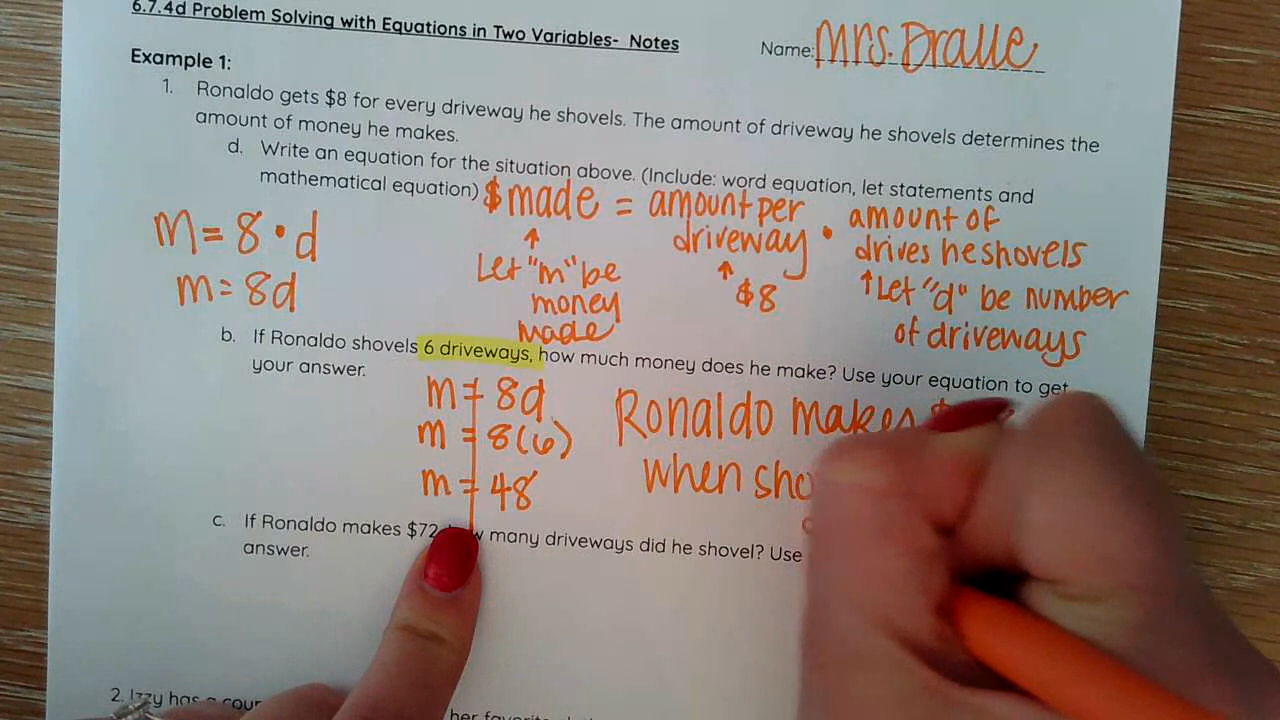 6.7.4d Problem Solving with Equations in Two Variables- Notes
Name: Mrs. Dralle
Example 1:
1. Ronaldo gets $8 for every driveway he shovels. The amount of driveway he shovels determines the
amount of money he makes.
d. Write an equation for the situation above. (Include: word equation, let statements and
mathematical equation)
$ made = amount per driveway • amount of drives he shovels
↑ Let "m" be money made
↑ $8
↑ Let "d" be number of driveways
m = 8 • d
m = 8d
b. If Ronaldo shovels 6 driveways, how much money does he make? Use your equation to get
your answer.
m = 8d
m = 8(6)
m = 48
Ronaldo makes $
when sho
c. If Ronaldo makes $72 many driveways did he shovel? Use
answer.
2. Izzy has a
her